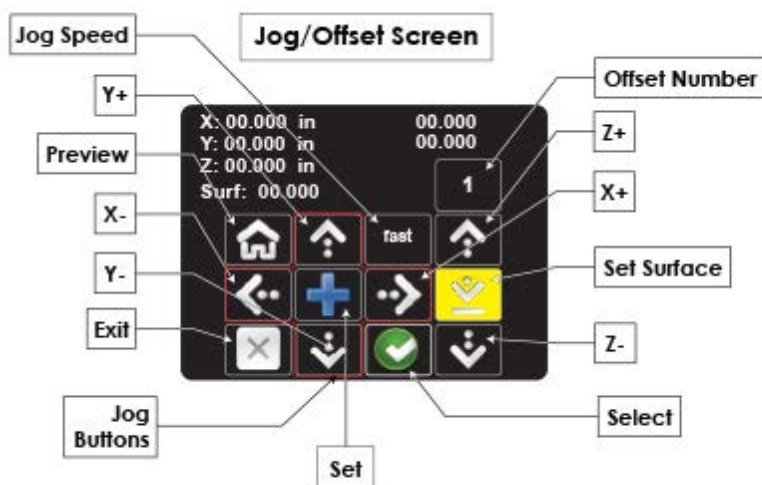 Jog Speed
Jog/Offset Screen
Offset Number
Y+
Z+
Preview
X+
X-
Y-
Set Surface
Exit
Z-
Jog
Buttons
Set
Select
X: 00.000 in 00.000
Y: 00.000 in 00.000
Z: 00.000 in
Surf: 00.000
1
fast